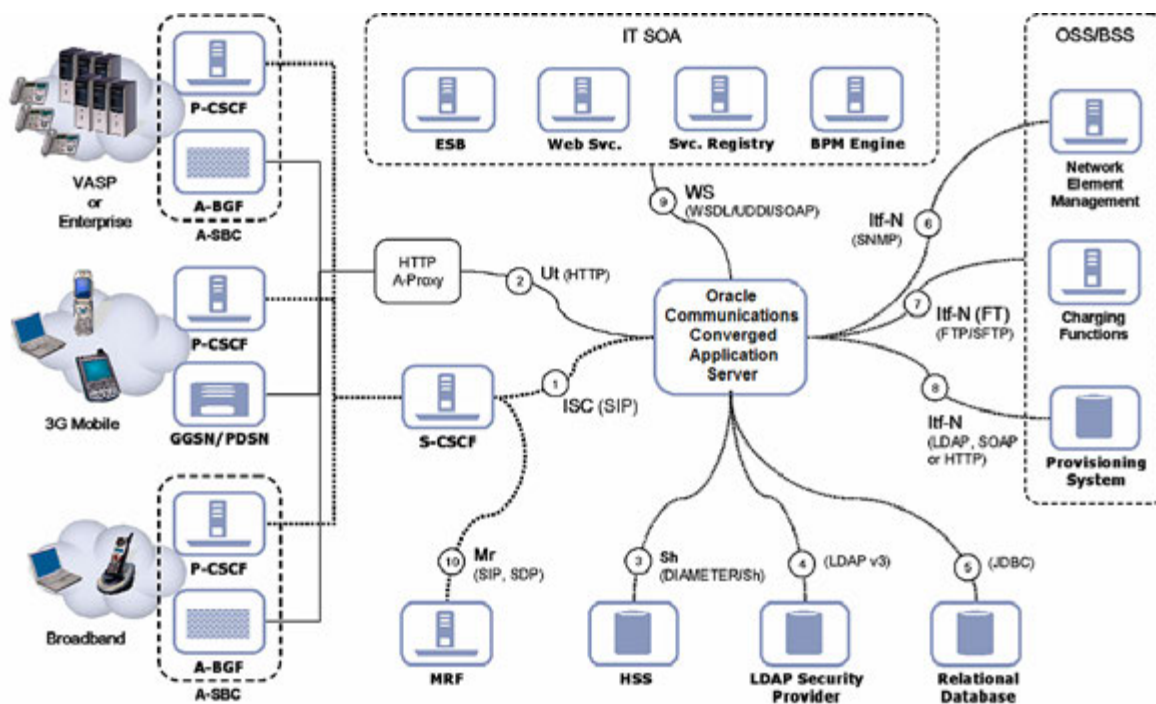 IT SOA
ESB
Web Svc.
Svc. Registry
BPM Engine
OSS/BSS
Network
Element
Management
Charging
Functions
Provisioning
System
P-CSCF
A-BGF
A-SBC
VASP
or
Enterprise
P-CSCF
GGSN/PDSN
3G Mobile
P-CSCF
A-BGF
A-SBC
Broadband
HTTP
A-Proxy
2
Ut (HTTP)
9
WS
(WSDL/UDDI/SOAP)
6
Itf-N
(SNMP)
7
Itf-N (FT)
(FTP/SFTP)
8
Itf-N
(LDAP, SOAP
or HTTP)
Oracle
Communications
Converged
Application
Server
1
ISC (SIP)
S-CSCF
10
Mr
(SIP, SDP)
MRF
3
Sh
(DIAMETER/Sh)
HSS
4
(LDAP v3)
LDAP Security
Provider
5
(JDBC)
Relational
Database